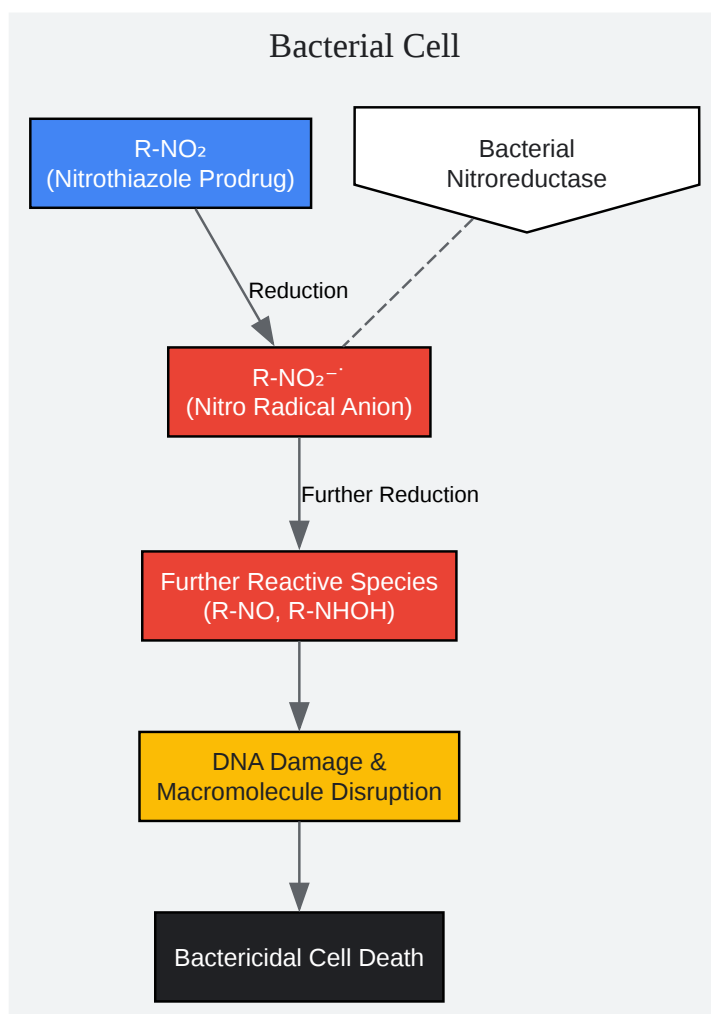 Bacterial Cell
R-NO₂
(Nitrothiazole Prodrug)
Bacterial
Nitroreductase
Reduction
R-NO₂⁻˙
(Nitro Radical Anion)
Further Reduction
Further Reactive Species
(R-NO, R-NHOH)
DNA Damage &
Macromolecule Disruption
Bactericidal Cell Death